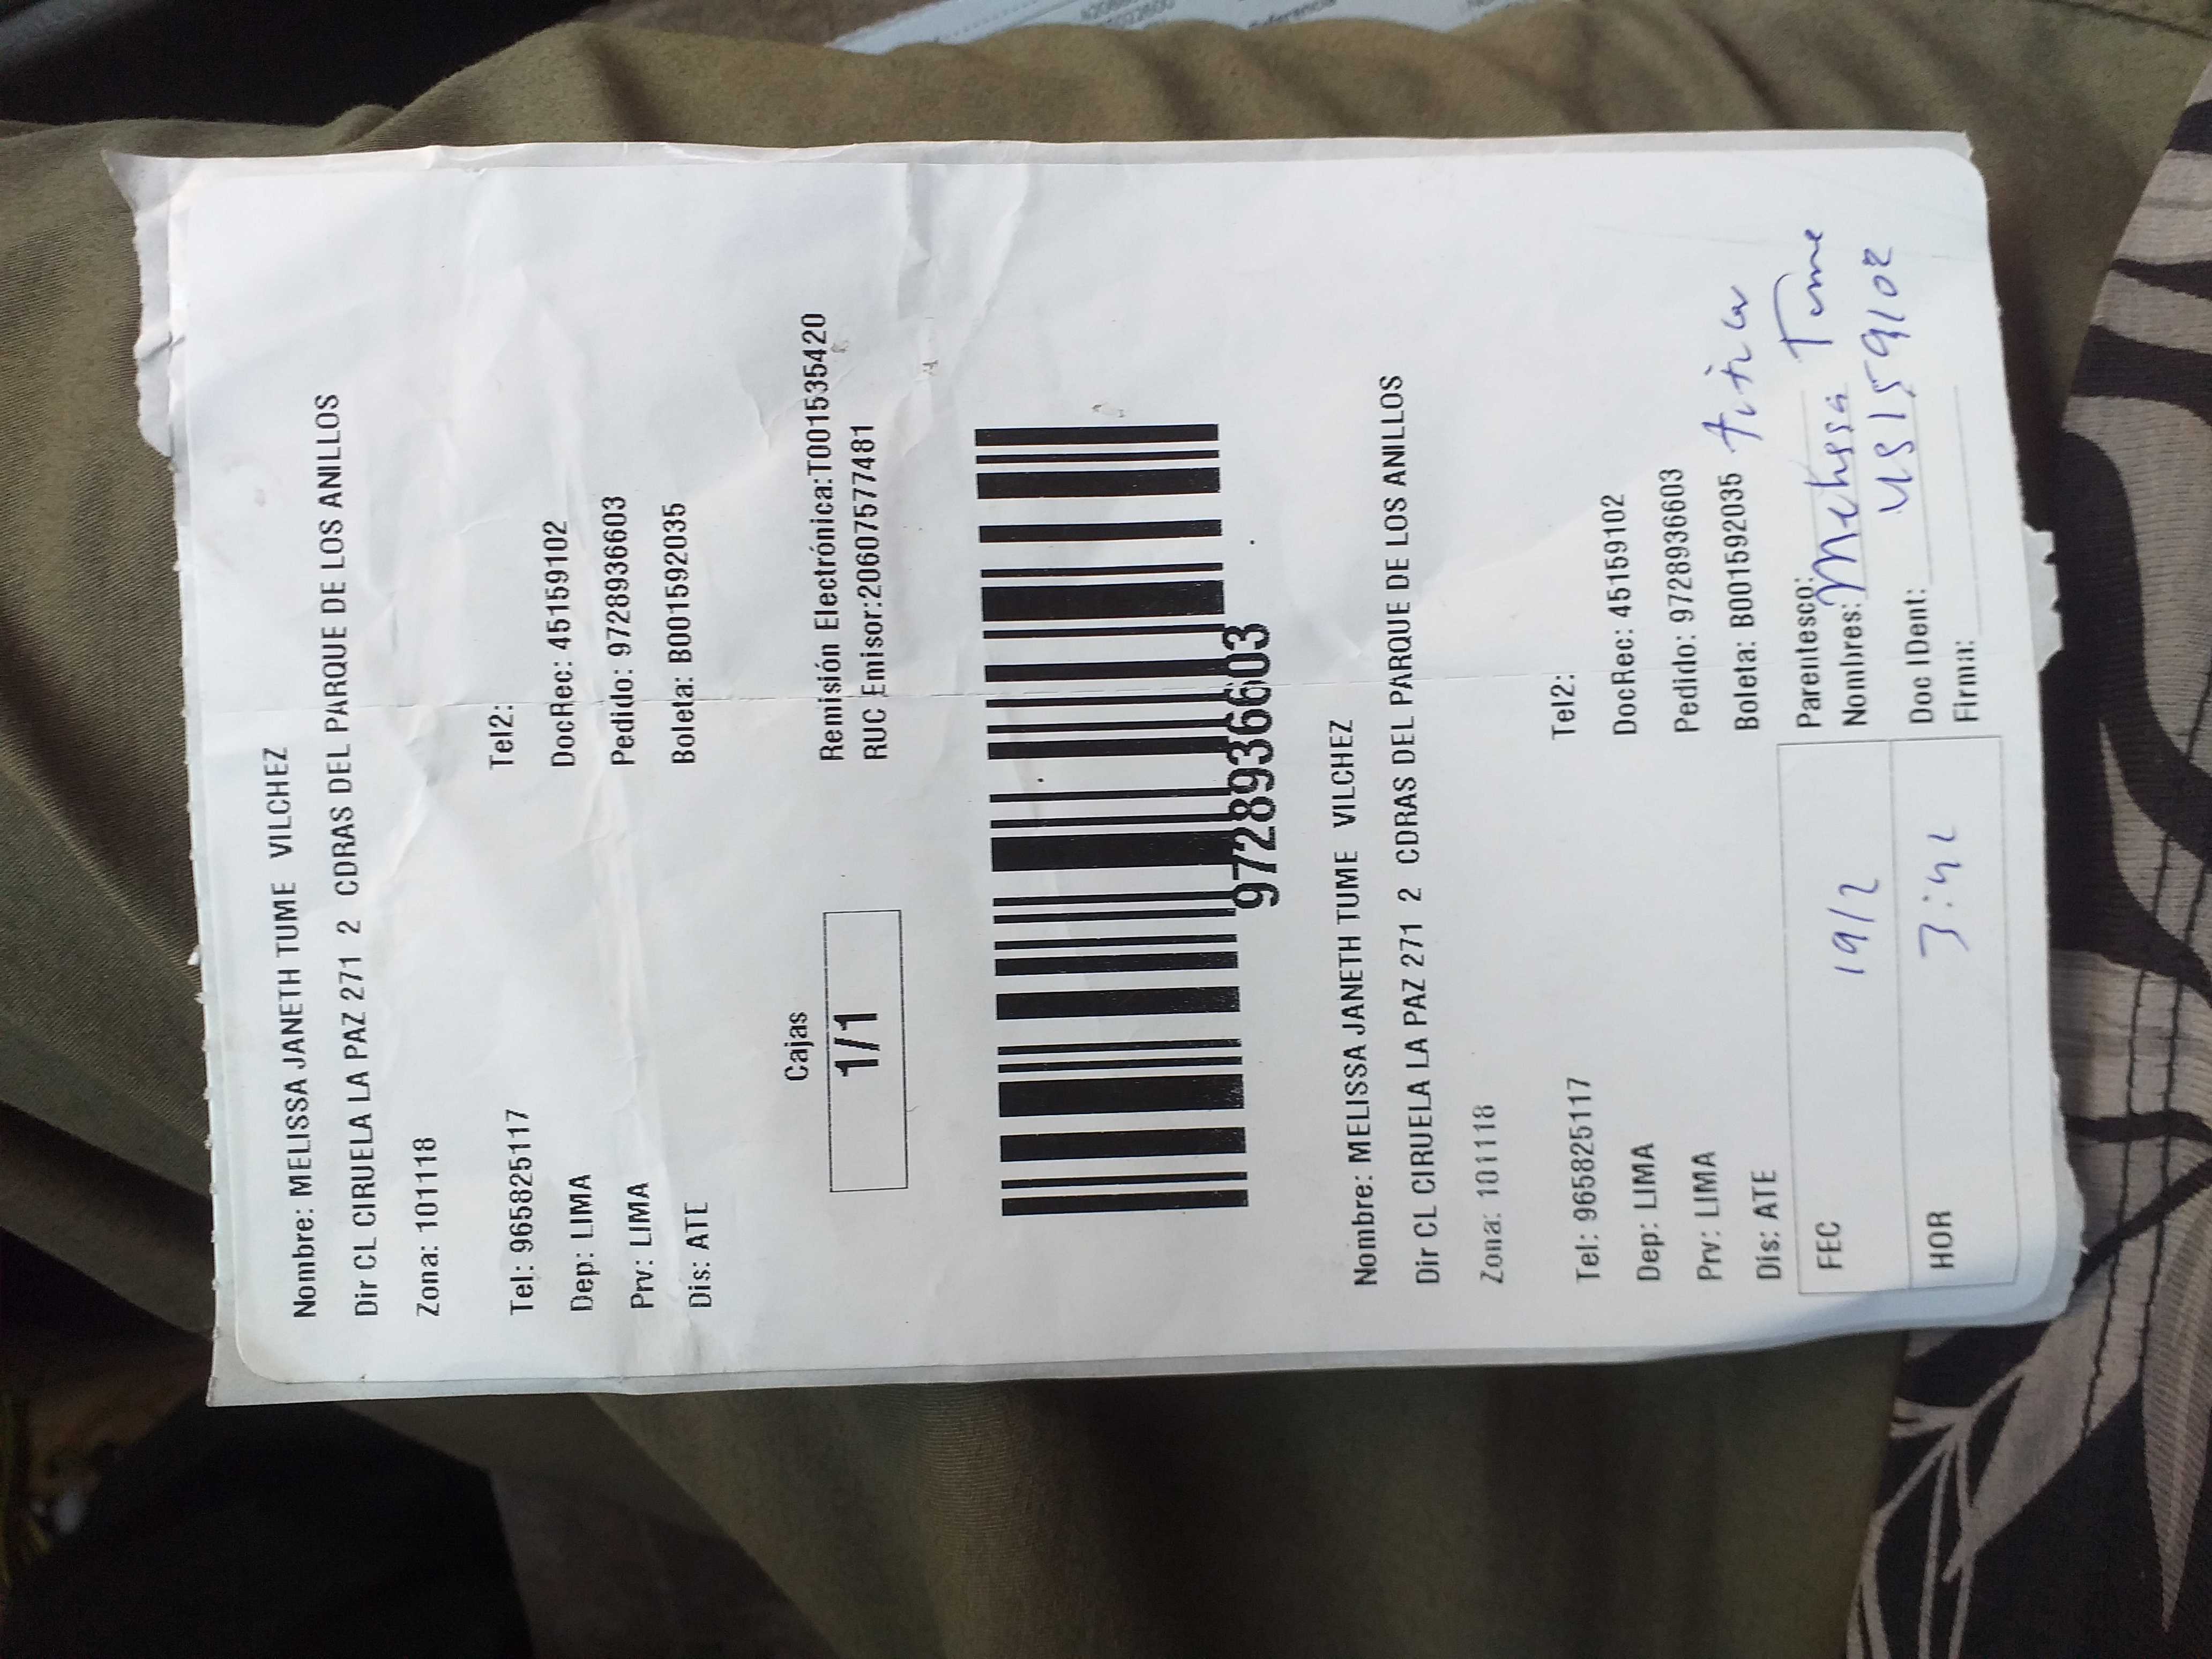 Nombre: MELISSA JANETH TUME VILCHEZ
Dir CL CIRUELA LA PAZ 271 2 CDRAS DEL PARQUE DE LOS ANILLOS
Zona: 101118
Tel: 965825117 Tel2:
Dep: LIMA DocRec: 45159102
Prv: LIMA Pedido: 9728936603
Dis: ATE Boleta: B001592035
Cajas
1/1
Remisión Electrónica:T001535420
RUC Emisor:20607577481
9728936603
Nombre: MELISSA JANETH TUME VILCHEZ
Dir CL CIRUELA LA PAZ 271 2 CDRAS DEL PARQUE DE LOS ANILLOS
Zona: 101118
Tel: 965825117 Tel2:
Dep: LIMA DocRec: 45159102
Prv: LIMA Pedido: 9728936603
Dis: ATE Boleta: B001592035
FEC 19/2
HOR 3:42
Parentesco:
Nombres: Melissa Tume
Doc IDent: 45159102
Firma: